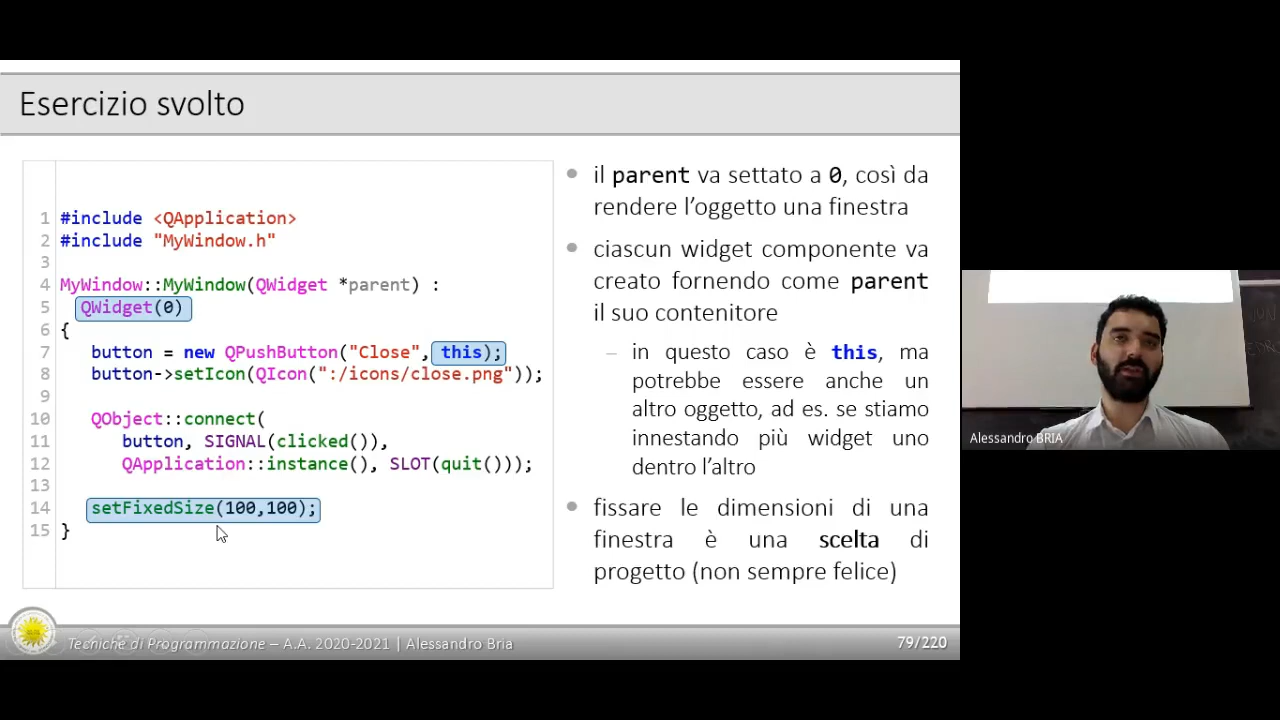 Esercizio svolto
1 #include <QApplication>
2 #include "MyWindow.h"
3
4 MyWindow::MyWindow(QWidget *parent) :
5 QWidget(0)
6 {
7 button = new QPushButton("Close", this);
8 button->setIcon(QIcon(":/icons/close.png"));
9
10 QObject::connect(
11 button, SIGNAL(clicked()),
12 QApplication::instance(), SLOT(quit()));
13
14 setFixedSize(100,100);
15 }
• il parent va settato a 0, così da
rendere l’oggetto una finestra
• ciascun widget componente va
creato fornendo come parent
il suo contenitore
– in questo caso è this, ma
potrebbe essere anche un
altro oggetto, ad es. se stiamo
innestando più widget uno
dentro l’altro
• fissare le dimensioni di una
finestra è una scelta di
progetto (non sempre felice)
Tecniche di Programmazione – A.A. 2020-2021 | Alessandro Bria
79/220
Alessandro BRIA